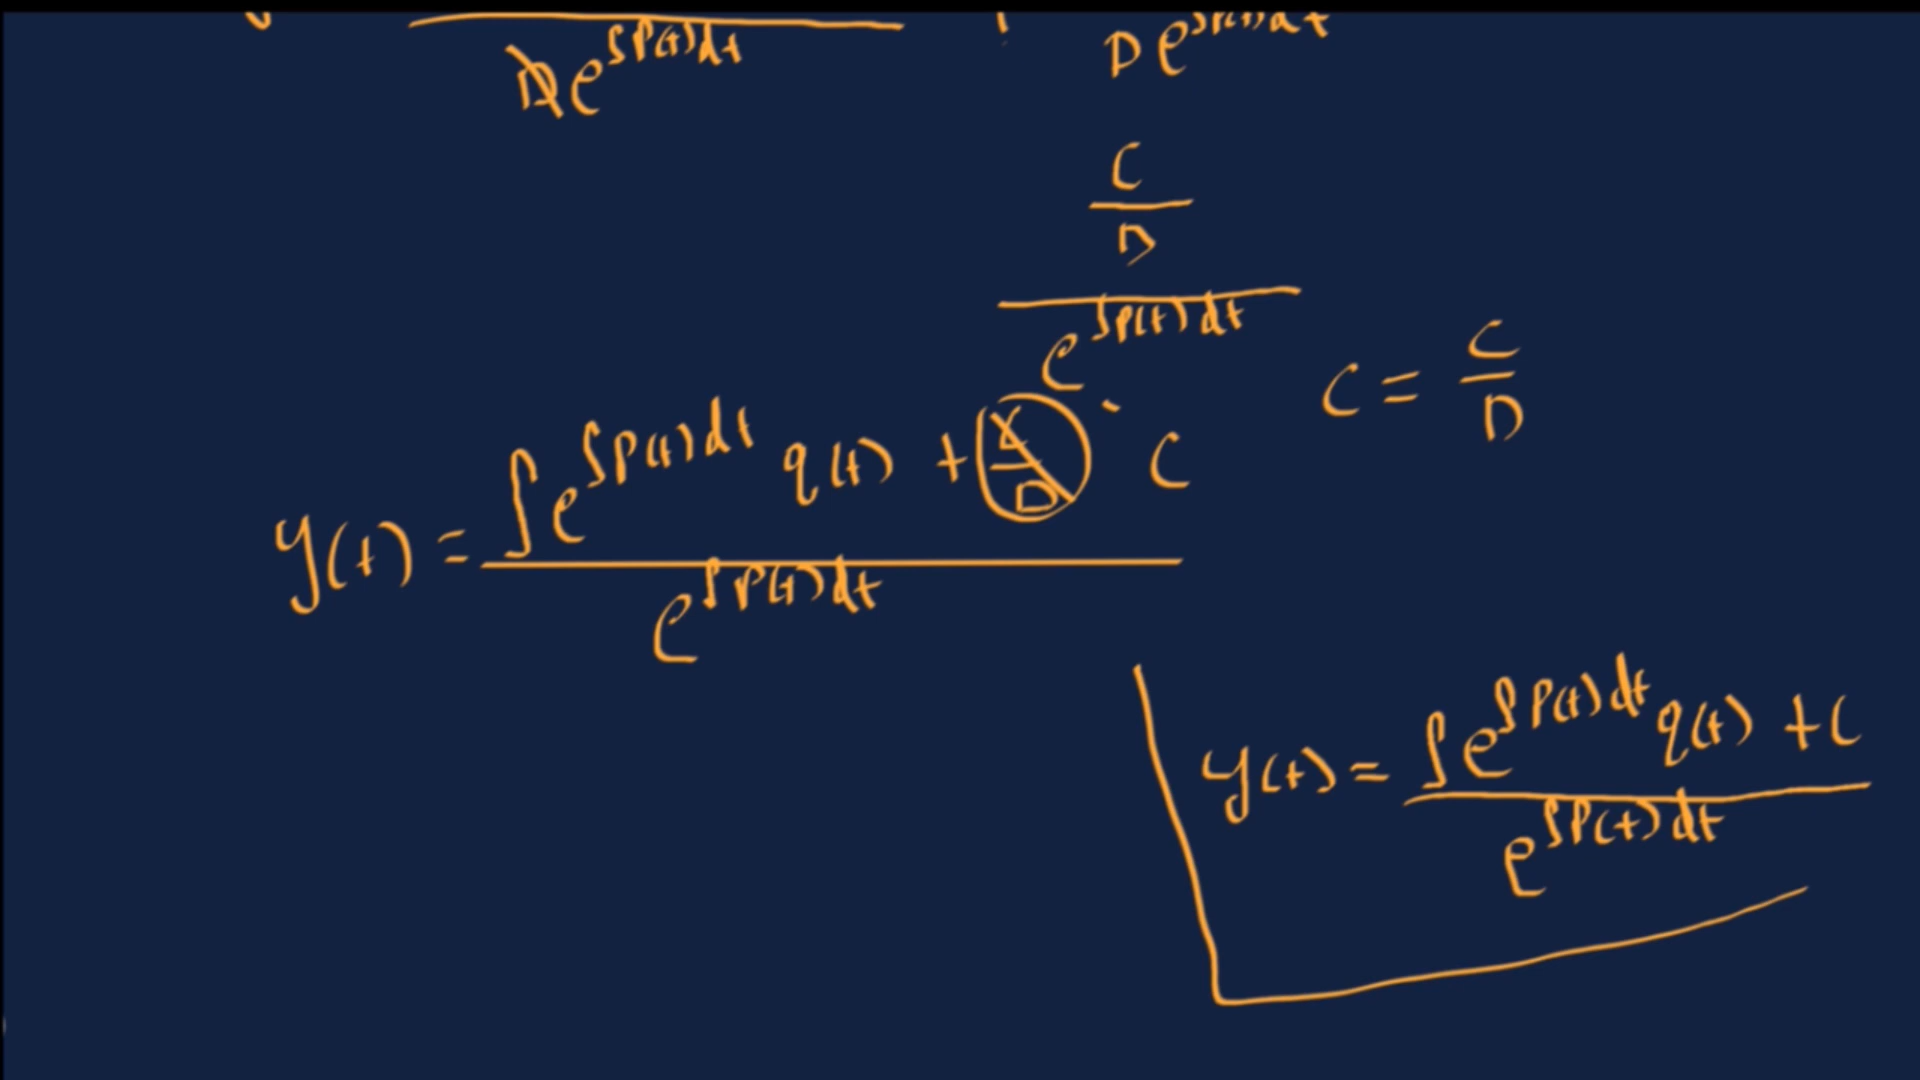 De^∫P(t)dt
De^∫P(t)dt
C
D
e^∫P(t)dt
C = C/D
y(t) = ∫e^∫P(t)dt q(t) + C/D C
e^∫P(t)dt
y(t) = ∫e^∫P(t)dt q(t) + C
e^∫P(t)dt